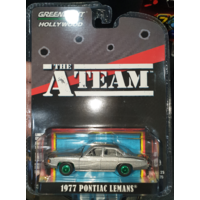 GREENLIGHT
HOLLYWOOD
THE
A TEAM
1977 PONTIAC LEMANS®